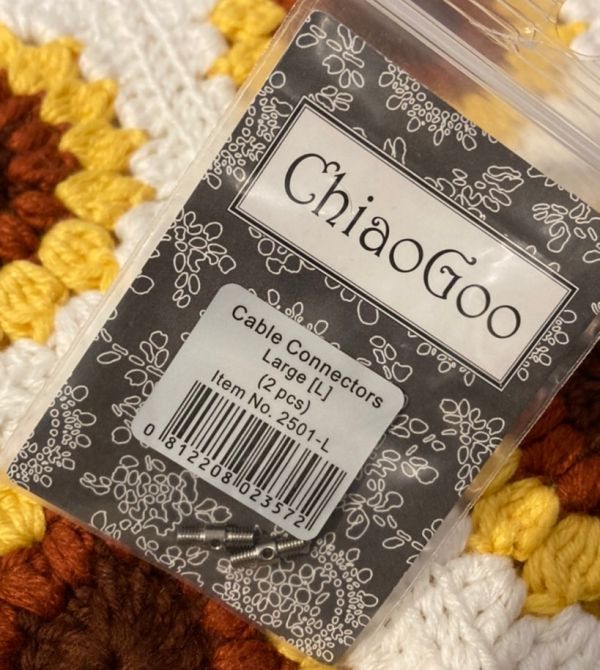 ChiaoGoo
Cable Connectors
Large [L]
(2 pcs)
Item No. 2501-L
0 812208 023572